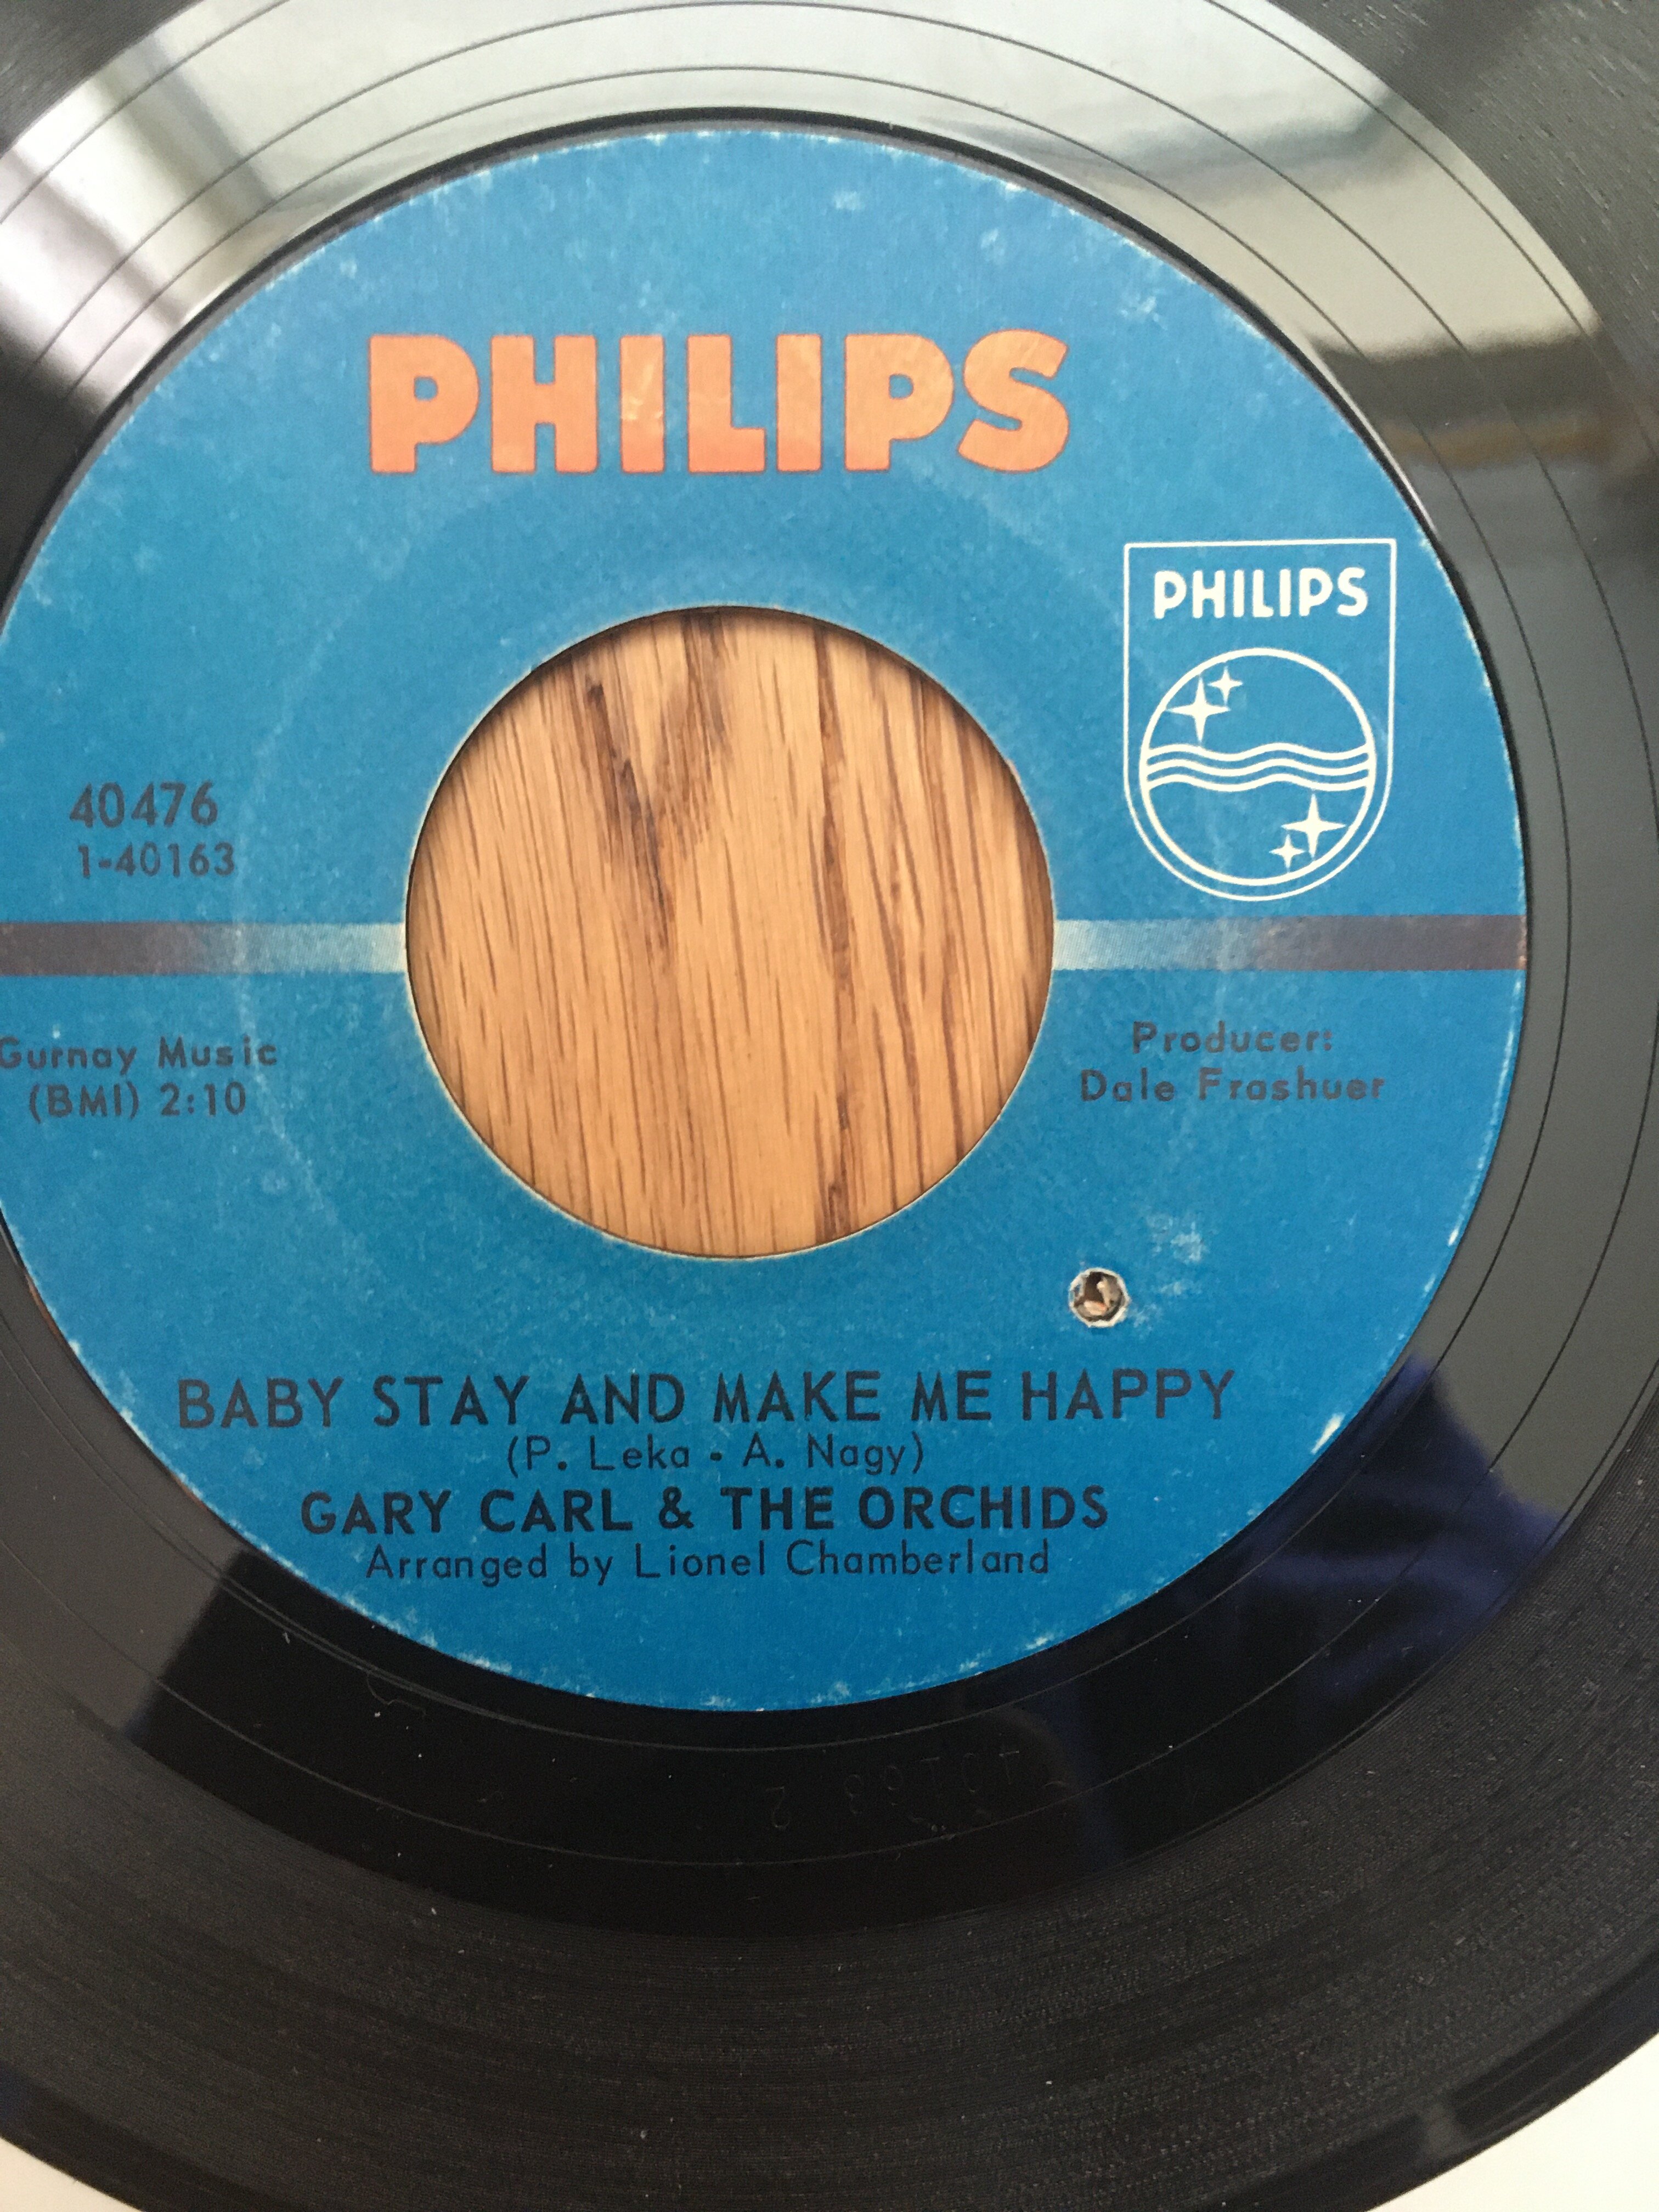 PHILIPS
PHILIPS
40476
1-40163
Gurnay Music
(BMI) 2:10
Producer:
Dale Frashuer
BABY STAY AND MAKE ME HAPPY
(P. Leka - A. Nagy)
GARY CARL & THE ORCHIDS
Arranged by Lionel Chamberland